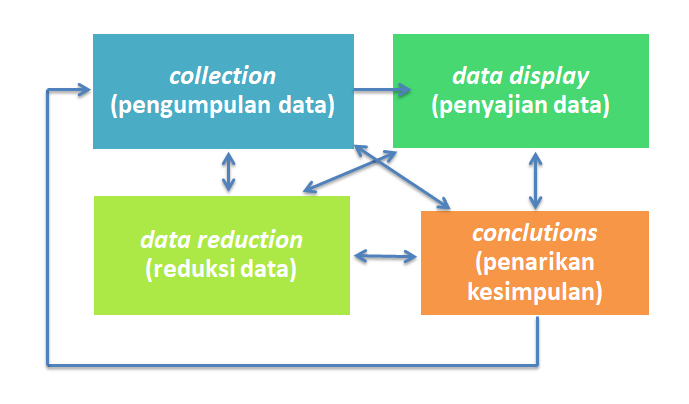 collection
(pengumpulan data)
data display
(penyajian data)
data reduction
(reduksi data)
conclutions
(penarikan
kesimpulan)